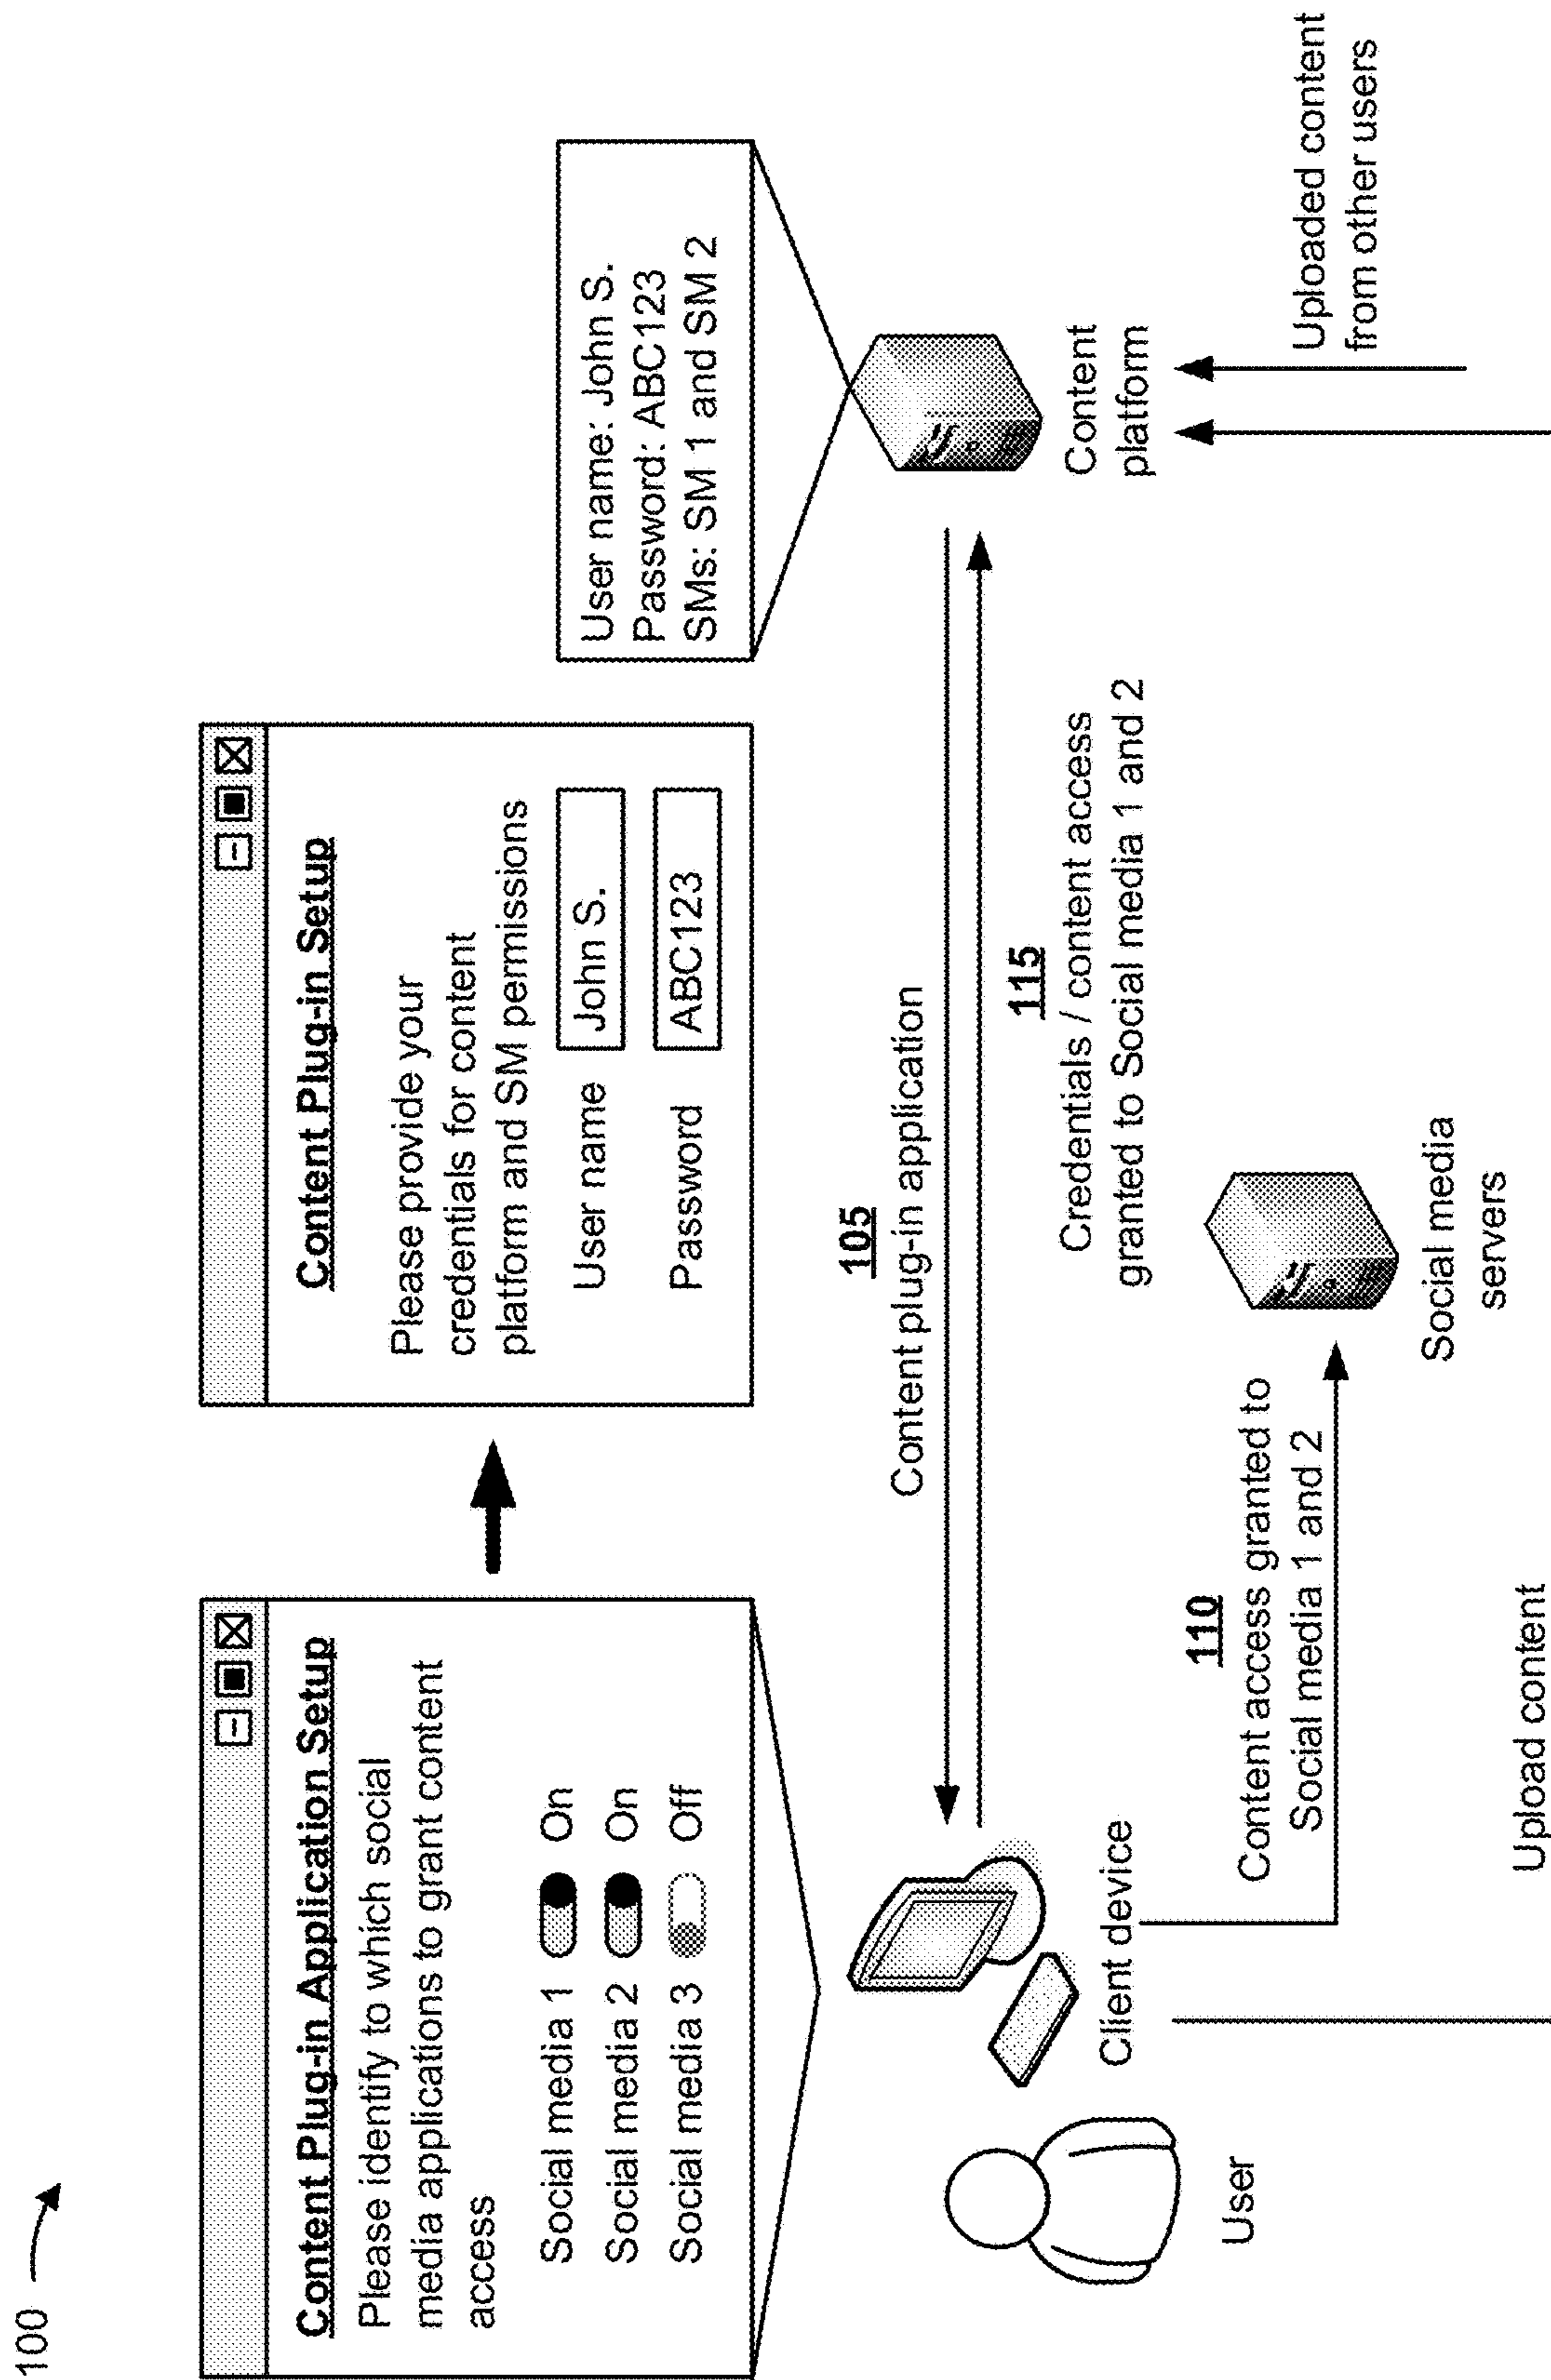 100
Content Plug-in Application Setup
Please identify to which social
media applications to grant content
access
Social media 1 On
Social media 2 On
Social media 3 Off
Content Plug-in Setup
Please provide your
credentials for content
platform and SM permissions
User name John S.
Password ABC123
User name: John S.
Password: ABC123
SMs: SM 1 and SM 2
105
Content plug-in application
115
Credentials / content access
granted to Social media 1 and 2
Content
platform
User
Client device
110
Content access granted to
Social media 1 and 2
Social media
servers
Upload content
Uploaded content
from other users